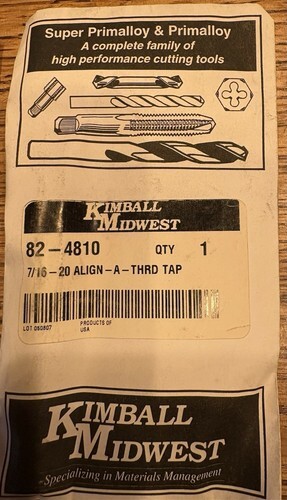 Super Primalloy & Primalloy
A complete family of
high performance cutting tools
KIMBALL
MIDWEST
82-4810 QTY 1
7/16-20 ALIGN-A-THRD TAP
LOT 050807 PRODUCTS OF
USA
KIMBALL
MIDWEST
-Specializing in Materials Management